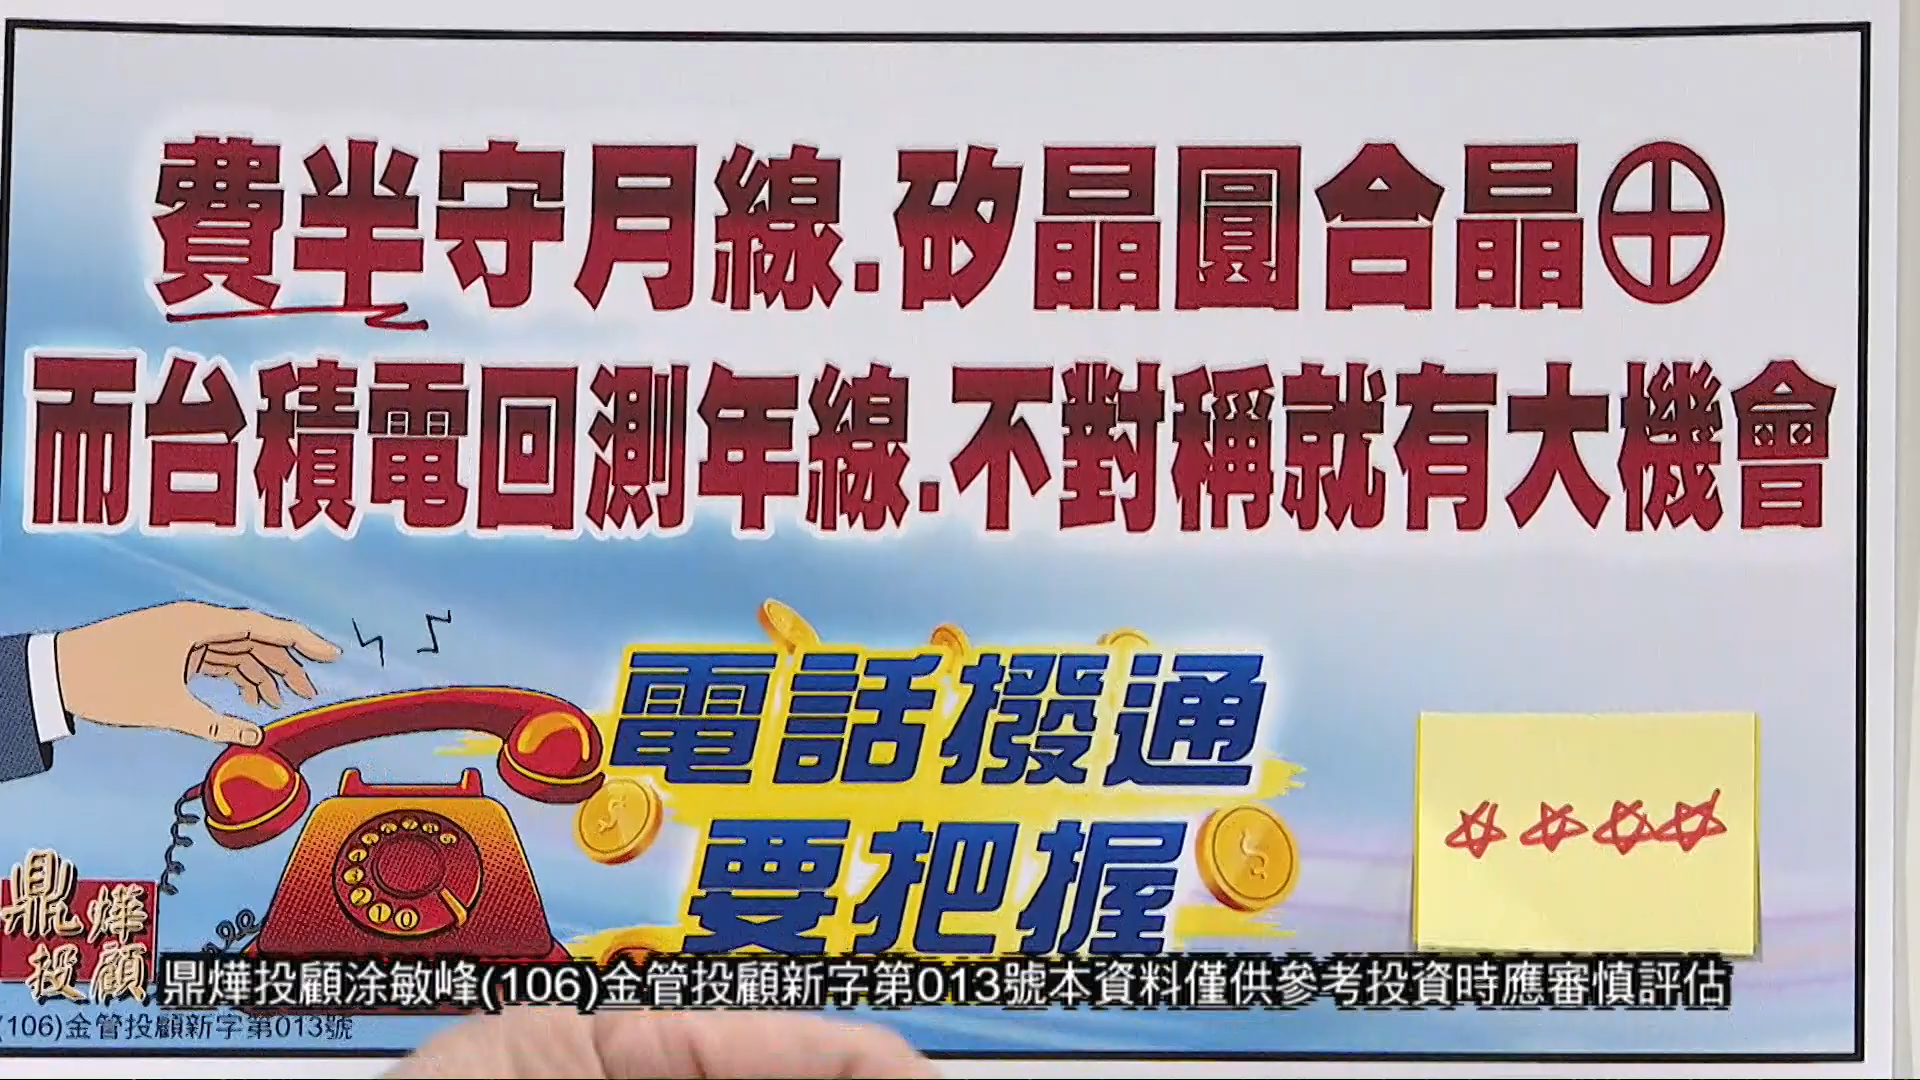 費半守月線.矽晶圓合晶⊕
而台積電回測年線.不對稱就有大機會
電話撥通
要把握
鼎燁
投顧
鼎燁投顧涂敏峰(106)金管投顧新字第013號本資料僅供參考投資時應審慎評估
(106)金管投顧新字第013號